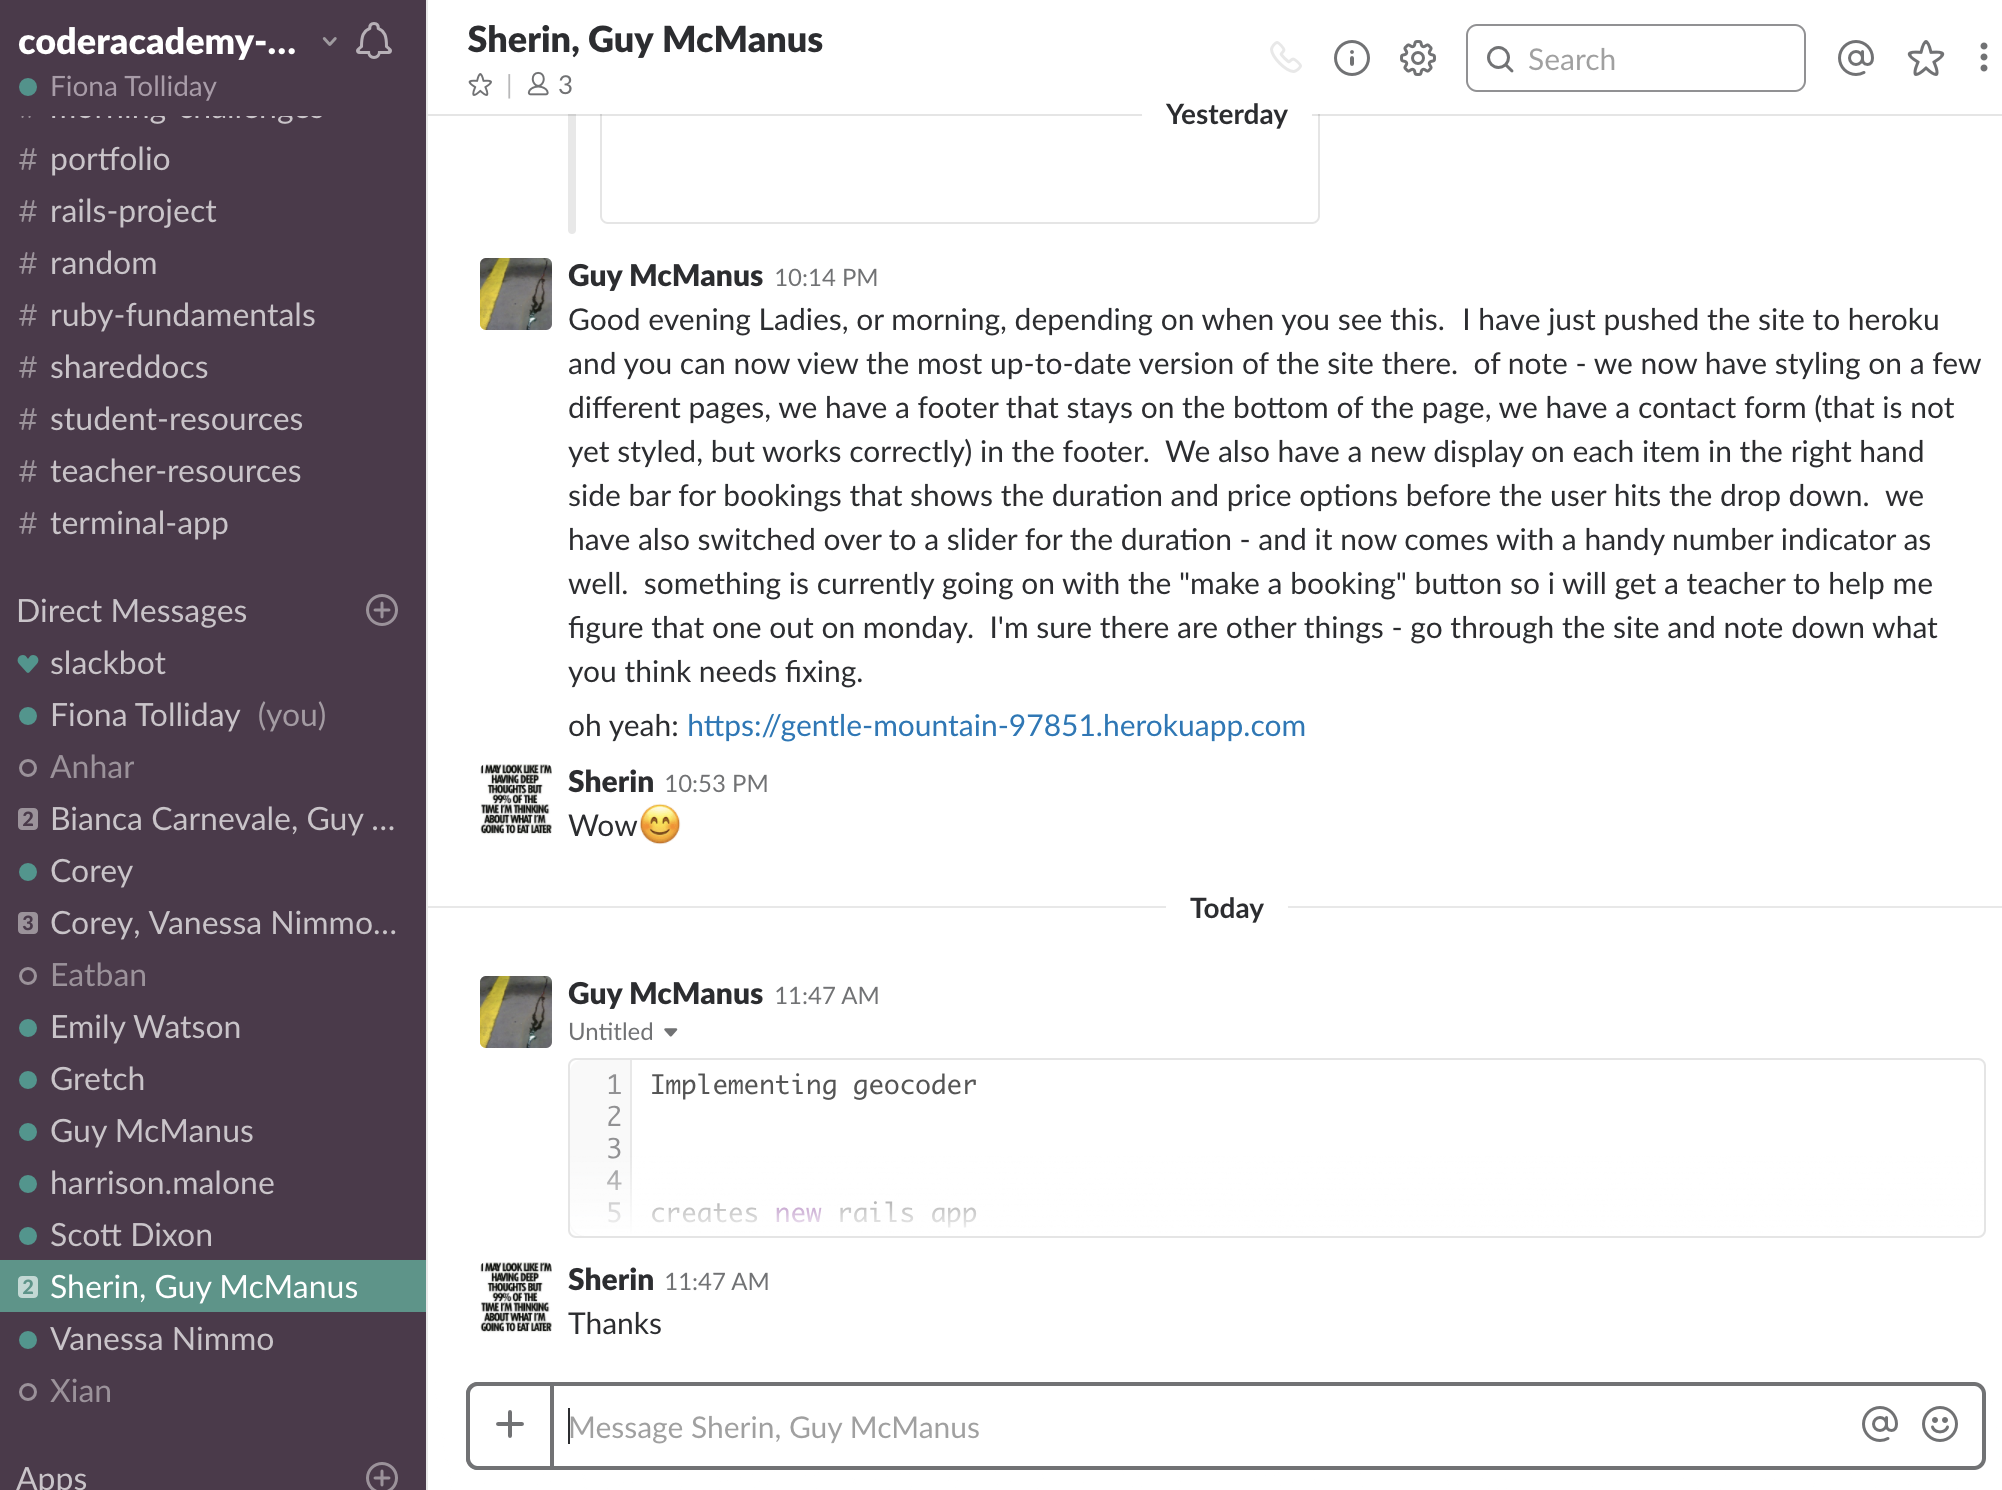 coderacademy-...
Fiona Tolliday
# morning-challenges
# portfolio
# rails-project
# random
# ruby-fundamentals
# shareddocs
# student-resources
# teacher-resources
# terminal-app
Direct Messages
slackbot
Fiona Tolliday (you)
Anhar
2 Bianca Carnevale, Guy ...
Corey
3 Corey, Vanessa Nimmo...
Eatban
Emily Watson
Gretch
Guy McManus
harrison.malone
Scott Dixon
2 Sherin, Guy McManus
Vanessa Nimmo
Xian
Apps
Sherin, Guy McManus
3
Search
Yesterday
Guy McManus 10:14 PM
Good evening Ladies, or morning, depending on when you see this.  I have just pushed the site to heroku
and you can now view the most up-to-date version of the site there.  of note - we now have styling on a few
different pages, we have a footer that stays on the bottom of the page, we have a contact form (that is not
yet styled, but works correctly) in the footer.  We also have a new display on each item in the right hand
side bar for bookings that shows the duration and price options before the user hits the drop down.  we
have also switched over to a slider for the duration - and it now comes with a handy number indicator as
well.  something is currently going on with the "make a booking" button so i will get a teacher to help me
figure that one out on monday.  I'm sure there are other things - go through the site and note down what
you think needs fixing.
oh yeah: https://gentle-mountain-97851.herokuapp.com
I MAY LOOK LIKE I'M
HAVING DEEP
THOUGHTS BUT
99% OF THE
TIME I'M THINKING
ABOUT WHAT I'M
GOING TO EAT LATER
Sherin 10:53 PM
Wow😊
Today
Guy McManus 11:47 AM
Untitled
1 Implementing geocoder
2
3
4
5 creates new rails app
I MAY LOOK LIKE I'M
HAVING DEEP
THOUGHTS BUT
99% OF THE
TIME I'M THINKING
ABOUT WHAT I'M
GOING TO EAT LATER
Sherin 11:47 AM
Thanks
Message Sherin, Guy McManus